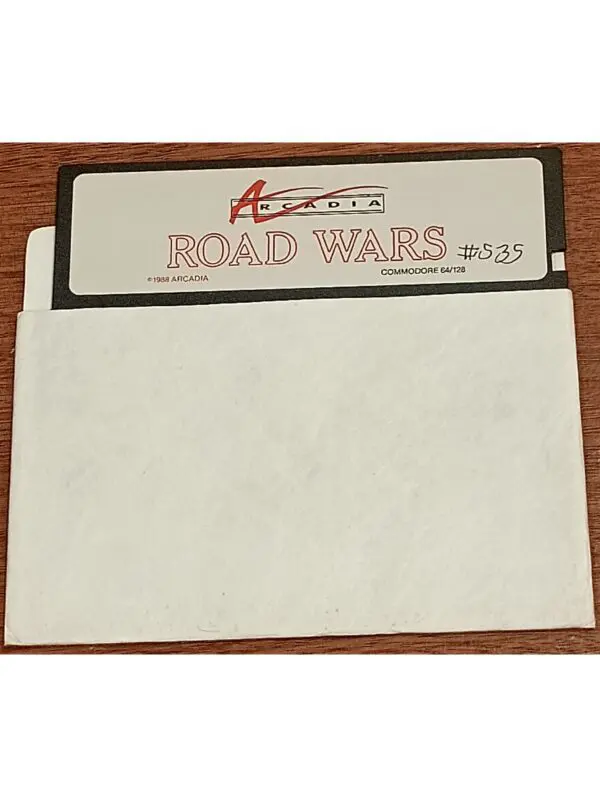 ARCADIA
ROAD WARS #535
©1988 ARCADIA COMMODORE 64/128